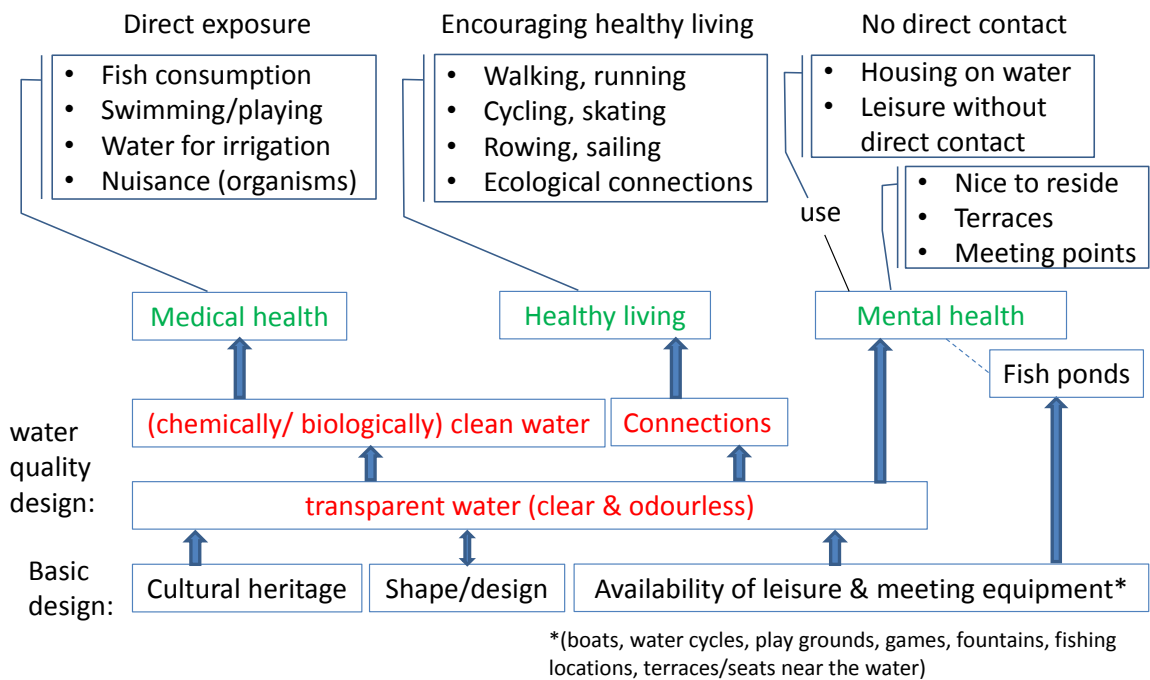 Direct exposure
Encouraging healthy living
No direct contact
• Fish consumption
• Swimming/playing
• Water for irrigation
• Nuisance (organisms)
• Walking, running
• Cycling, skating
• Rowing, sailing
• Ecological connections
• Housing on water
• Leisure without
direct contact
• Nice to reside
• Terraces
• Meeting points
use
Medical health
Healthy living
Mental health
Fish ponds
water
quality
design:
(chemically/ biologically) clean water
Connections
transparent water (clear & odourless)
Basic
design:
Cultural heritage
Shape/design
Availability of leisure & meeting equipment*
*(boats, water cycles, play grounds, games, fountains, fishing
locations, terraces/seats near the water)